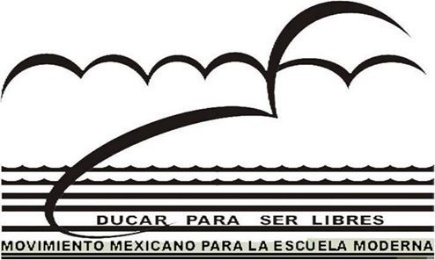 DUCAR PARA SER LIBRES
MOVIMIENTO MEXICANO PARA LA ESCUELA MODERNA